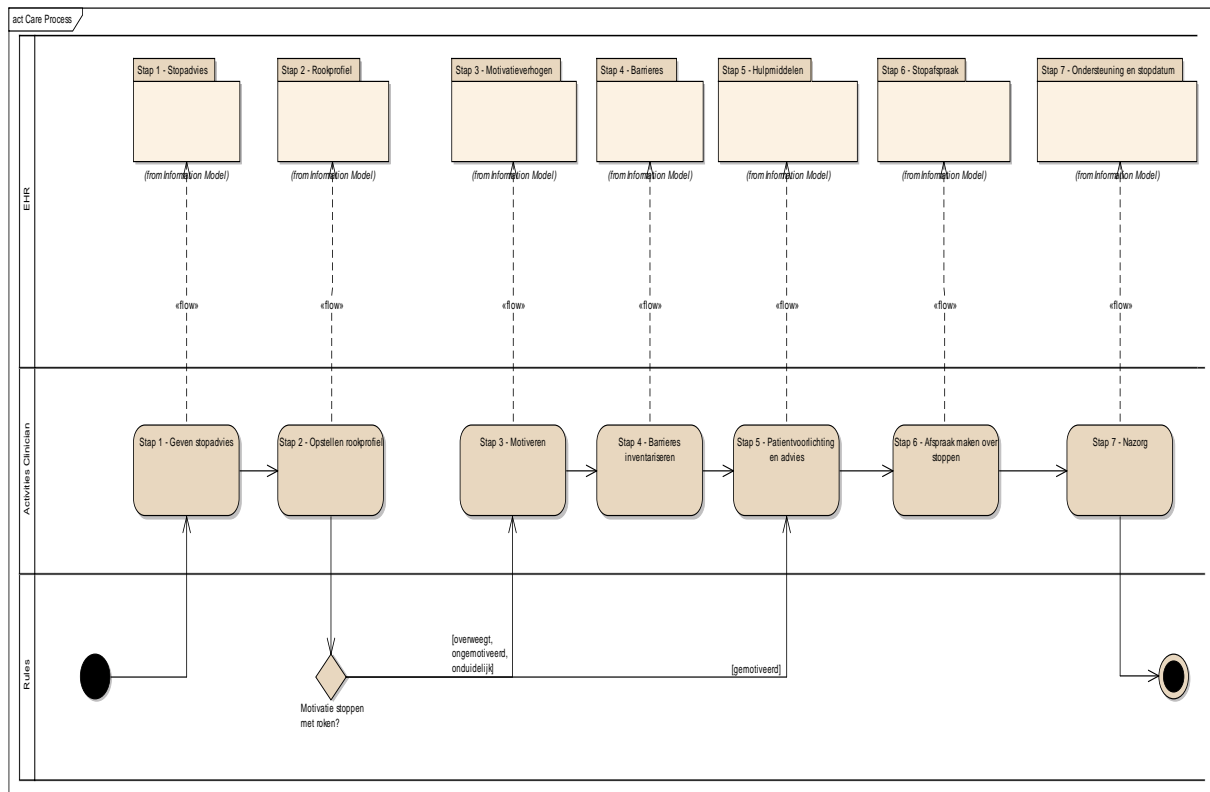 act Care Process
EHR
Stap 1 - Stopadvies
Stap 2 - Rookprofiel
Stap 3 - Motivatieverhogen
Stap 4 - Barrieres
Stap 5 - Hulpmiddelen
Stap 6 - Stopafspraak
Stap 7 - Ondersteuning en stopdatum
(from Information Model)
(from Information Model)
(from Information Model)
(from Information Model)
(from Information Model)
(from Information Model)
(from Information Model)
«flow»
«flow»
«flow»
«flow»
«flow»
«flow»
«flow»
Activities Clinician
Stap 1 - Geven stopadvies
Stap 2 - Opstellen rookprofiel
Stap 3 - Motiveren
Stap 4 - Barrieres
inventariseren
Stap 5 - Patientvoorlichting
en advies
Stap 6 - Afspraak maken over
stoppen
Stap 7 - Nazorg
Rules
[overweegt,
ongemotiveerd,
onduidelijk]
[gemotiveerd]
Motivatie stoppen
met roken?